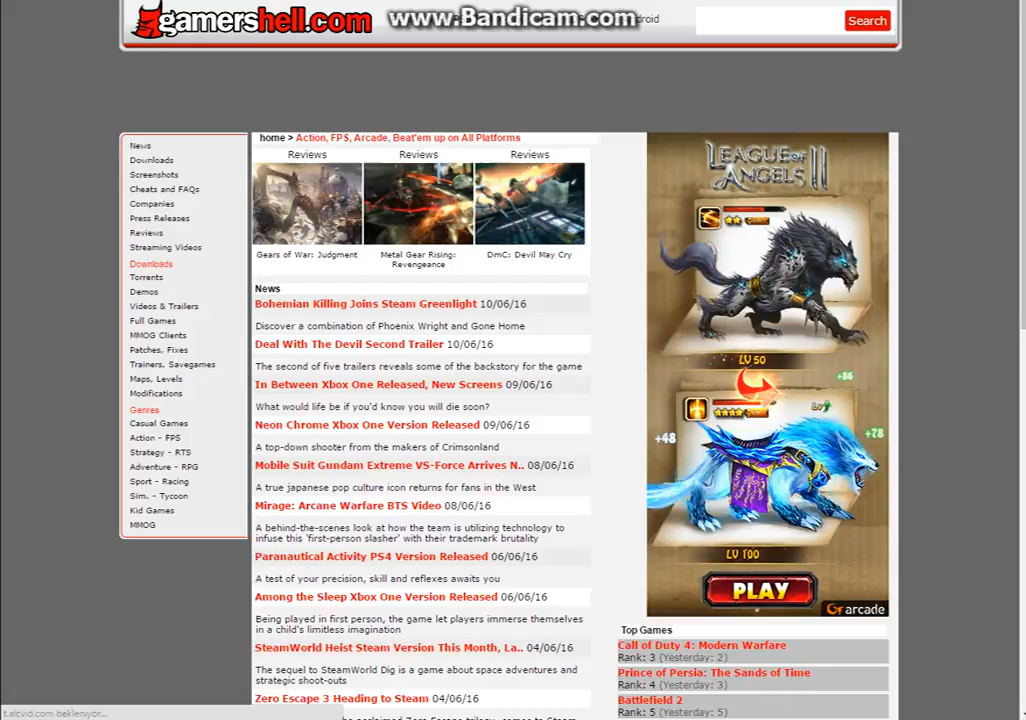 gamershell.com
www.Bandicam.com
droid
Search
News
Downloads
Screenshots
Cheats and FAQs
Companies
Press Releases
Reviews
Streaming Videos
Downloads
Torrents
Demos
Videos & Trailers
Full Games
MMOG Clients
Patches, Fixes
Trainers, Savegames
Maps, Levels
Modifications
Genres
Casual Games
Action - FPS
Strategy - RTS
Adventure - RPG
Sport - Racing
Sim. - Tycoon
Kid Games
MMOG
home > Action, FPS, Arcade, Beat'em up on All Platforms
Reviews
Reviews
Reviews
Gears of War: Judgment
Metal Gear Rising:
Revengeance
DmC: Devil May Cry
News
Bohemian Killing Joins Steam Greenlight 10/06/16
Discover a combination of Phoenix Wright and Gone Home
Deal With The Devil Second Trailer 10/06/16
The second of five trailers reveals some of the backstory for the game
In Between Xbox One Released, New Screens 09/06/16
What would life be if you'd know you will die soon?
Neon Chrome Xbox One Version Released 09/06/16
A top-down shooter from the makers of Crimsonland
Mobile Suit Gundam Extreme VS-Force Arrives N.. 08/06/16
A true japanese pop culture icon returns for fans in the West
Mirage: Arcane Warfare BTS Video 08/06/16
A behind-the-scenes look at how the team is utilizing technology to
infuse this 'first-person slasher' with their trademark brutality
Paranautical Activity PS4 Version Released 06/06/16
A test of your precision, skill and reflexes awaits you
Among the Sleep Xbox One Version Released 06/06/16
Being played in first person, the game let players immerse themselves
in a child's limitless imagination
SteamWorld Heist Steam Version This Month, La.. 04/06/16
The sequel to SteamWorld Dig is a game about space adventures and
strategic shoot-outs
Zero Escape 3 Heading to Steam 04/06/16
LEAGUE OF
ANGELS II
LV 50
+86
Lv
+48
+78
LV 100
PLAY
arcade
Top Games
Call of Duty 4: Modern Warfare
Rank: 3 (Yesterday: 2)
Prince of Persia: The Sands of Time
Rank: 4 (Yesterday: 3)
Battlefield 2
Rank: 5 (Yesterday: 5)